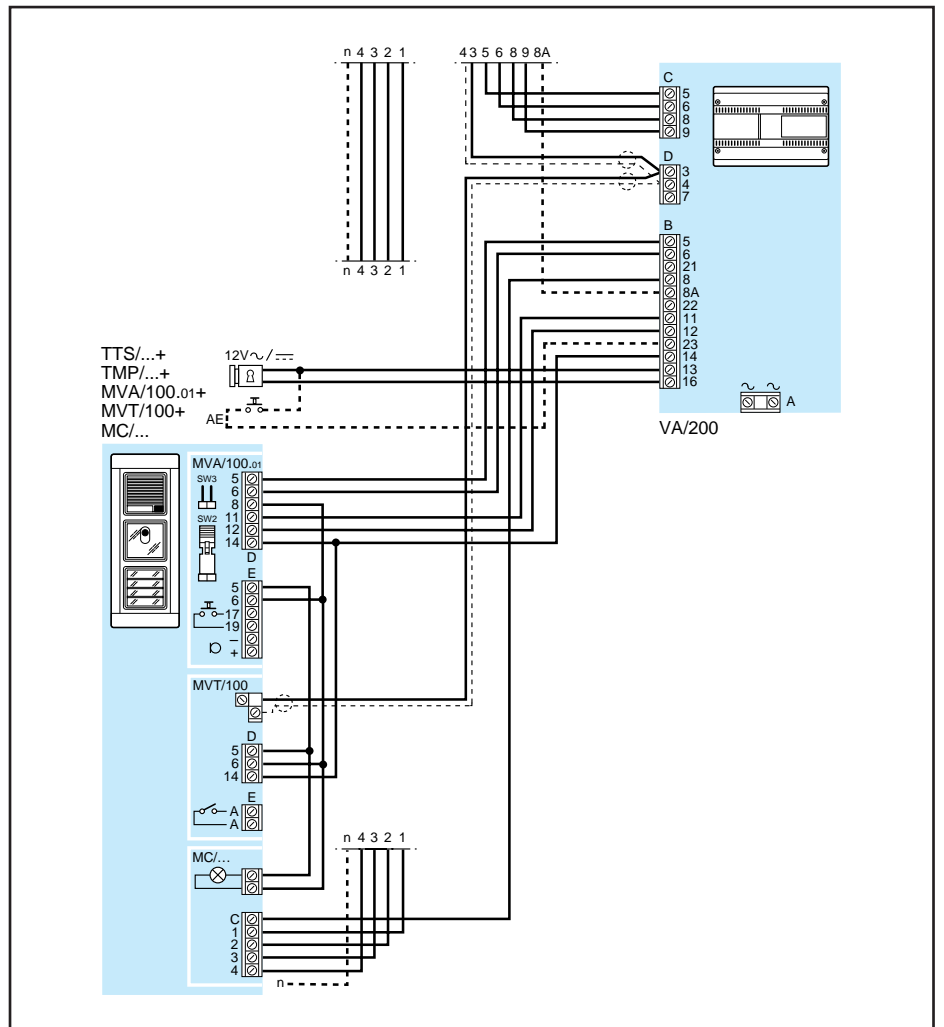 n 4 3 2 1
4 3 5 6 8 9 8A
C
5
6
8
9
D
3
4
7
n 4 3 2 1
B
5
6
21
8
8A
22
11
12
23
14
13
16
A
VA/200
TTS/...+
TMP/...+
MVA/100.01+
MVT/100+
MC/...
12V
AE
MVA/100.01
SW3
SW2
5
6
8
11
12
14
D
E
5
6
17
19
–
+
MVT/100
D
5
6
14
E
A
A
MC/...
n 4 3 2 1
C
1
2
3
4
n